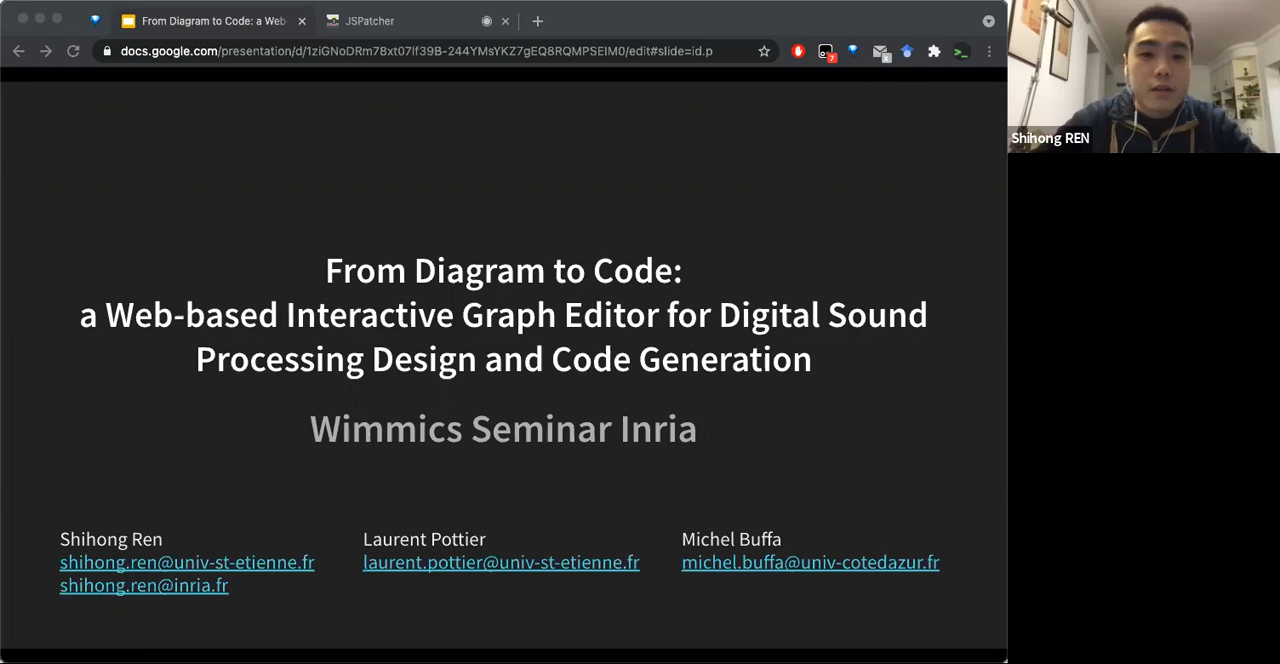 From Diagram to Code: a Web-
JSPatcher
docs.google.com/presentation/d/1ziGNoDRm78xt07lf39B-244YMsYKZ7gEQ8RQMPSEIM0/edit#slide=id.p
7
x
>_
Shihong REN
From Diagram to Code:
a Web-based Interactive Graph Editor for Digital Sound
Processing Design and Code Generation
Wimmics Seminar Inria
Shihong Ren
shihong.ren@univ-st-etienne.fr
shihong.ren@inria.fr
Laurent Pottier
laurent.pottier@univ-st-etienne.fr
Michel Buffa
michel.buffa@univ-cotedazur.fr